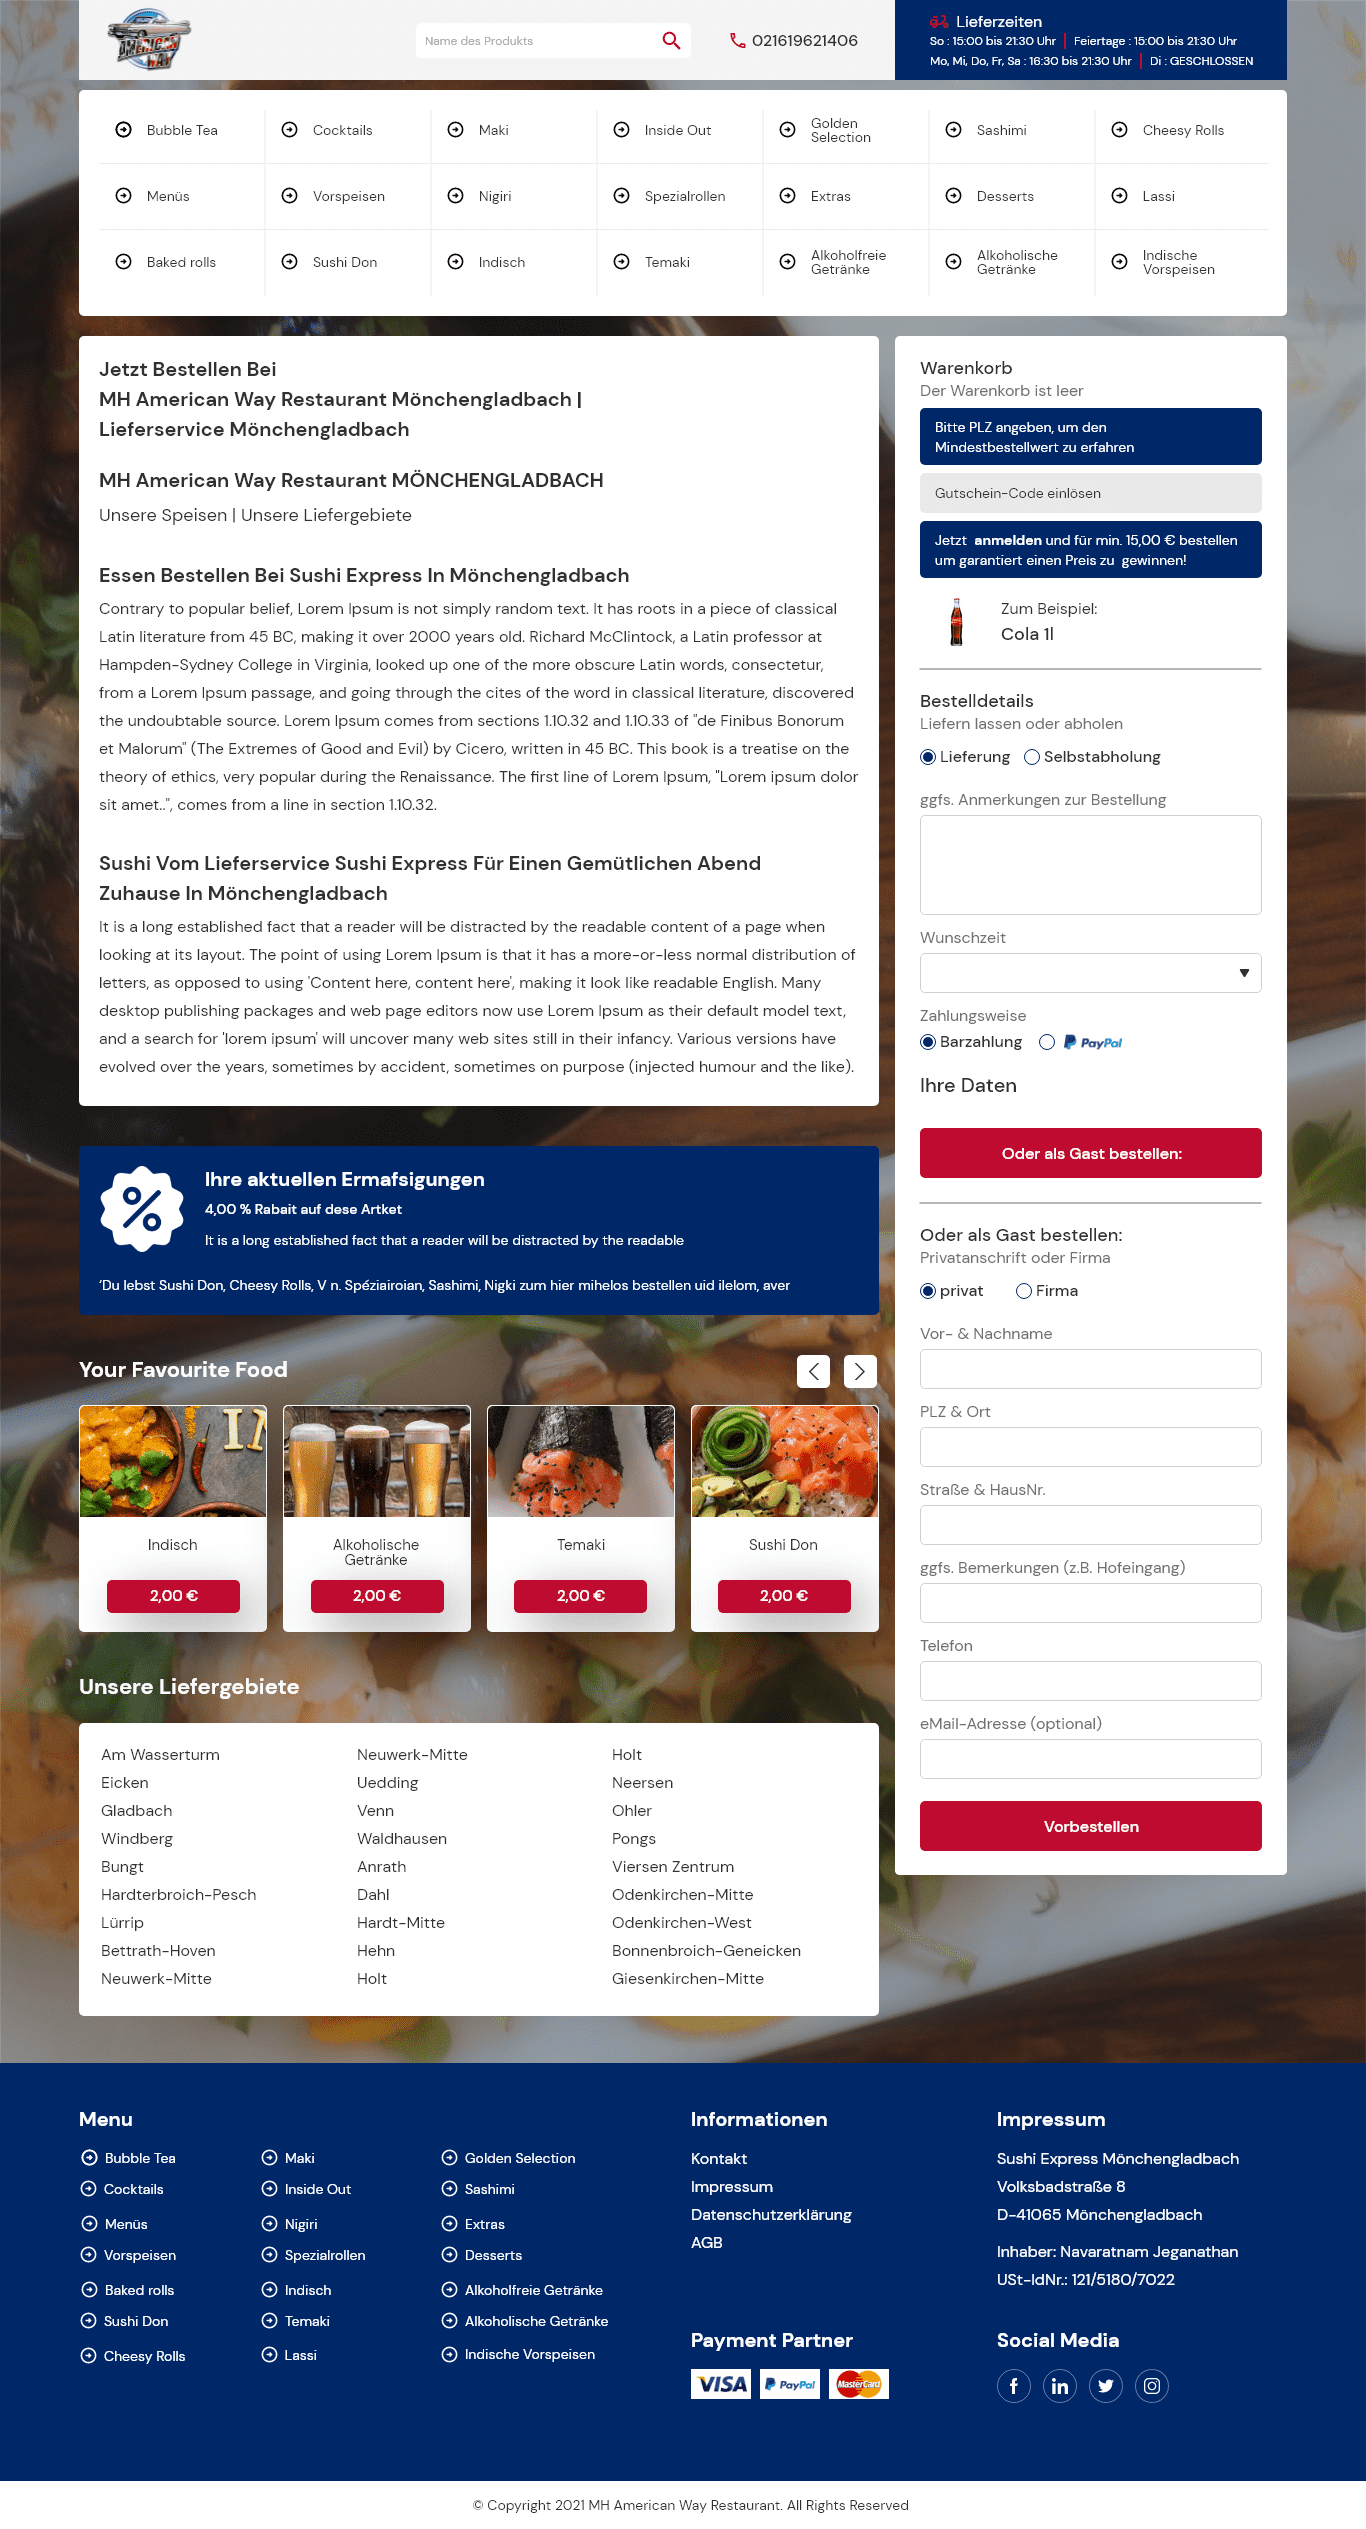 AMERICAN
WAY
Name des Produkts
021619621406
Lieferzeiten
So : 15:00 bis 21:30 Uhr | Feiertage : 15:00 bis 21:30 Uhr
Mo, Mi, Do, Fr, Sa : 16:30 bis 21:30 Uhr | Di : GESCHLOSSEN
Bubble Tea
Cocktails
Maki
Inside Out
Golden
Selection
Sashimi
Cheesy Rolls
Menüs
Vorspeisen
Nigiri
Spezialrollen
Extras
Desserts
Lassi
Baked rolls
Sushi Don
Indisch
Temaki
Alkoholfreie
Getränke
Alkoholische
Getränke
Indische
Vorspeisen
Jetzt Bestellen Bei
MH American Way Restaurant Mönchengladbach |
Lieferservice Mönchengladbach
MH American Way Restaurant MÖNCHENGLADBACH
Unsere Speisen | Unsere Liefergebiete
Essen Bestellen Bei Sushi Express In Mönchengladbach
Contrary to popular belief, Lorem Ipsum is not simply random text. It has roots in a piece of classical
Latin literature from 45 BC, making it over 2000 years old. Richard McClintock, a Latin professor at
Hampden-Sydney College in Virginia, looked up one of the more obscure Latin words, consectetur,
from a Lorem Ipsum passage, and going through the cites of the word in classical literature, discovered
the undoubtable source. Lorem Ipsum comes from sections 1.10.32 and 1.10.33 of "de Finibus Bonorum
et Malorum" (The Extremes of Good and Evil) by Cicero, written in 45 BC. This book is a treatise on the
theory of ethics, very popular during the Renaissance. The first line of Lorem Ipsum, "Lorem ipsum dolor
sit amet..", comes from a line in section 1.10.32.
Sushi Vom Lieferservice Sushi Express Für Einen Gemütlichen Abend
Zuhause In Mönchengladbach
It is a long established fact that a reader will be distracted by the readable content of a page when
looking at its layout. The point of using Lorem Ipsum is that it has a more-or-less normal distribution of
letters, as opposed to using 'Content here, content here', making it look like readable English. Many
desktop publishing packages and web page editors now use Lorem Ipsum as their default model text,
and a search for 'lorem ipsum' will uncover many web sites still in their infancy. Various versions have
evolved over the years, sometimes by accident, sometimes on purpose (injected humour and the like).
Ihre aktuellen Ermafsigungen
4,00 % Rabait auf dese Artket
It is a long established fact that a reader will be distracted by the readable
'Du lebst Sushi Don, Cheesy Rolls, V n. Spéziairoian, Sashimi, Nigki zum hier mihelos bestellen uid ilelom, aver
Your Favourite Food
IN
Indisch
2,00 €
Alkoholische
Getränke
2,00 €
Temaki
2,00 €
Sushi Don
2,00 €
Unsere Liefergebiete
Am Wasserturm
Eicken
Gladbach
Windberg
Bungt
Hardterbroich-Pesch
Lürrip
Bettrath-Hoven
Neuwerk-Mitte
Neuwerk-Mitte
Uedding
Venn
Waldhausen
Anrath
Dahl
Hardt-Mitte
Hehn
Holt
Holt
Neersen
Ohler
Pongs
Viersen Zentrum
Odenkirchen-Mitte
Odenkirchen-West
Bonnenbroich-Geneicken
Giesenkirchen-Mitte
Warenkorb
Der Warenkorb ist leer
Bitte PLZ angeben, um den
Mindestbestellwert zu erfahren
Gutschein-Code einlösen
Jetzt anmelden und für min. 15,00 € bestellen
um garantiert einen Preis zu gewinnen!
Zum Beispiel:
Cola 1l
Bestelldetails
Liefern lassen oder abholen
Lieferung Selbstabholung
ggfs. Anmerkungen zur Bestellung
Wunschzeit
Zahlungsweise
Barzahlung PayPal
Ihre Daten
Oder als Gast bestellen:
Oder als Gast bestellen:
Privatanschrift oder Firma
privat Firma
Vor- & Nachname
PLZ & Ort
Straße & HausNr.
ggfs. Bemerkungen (z.B. Hofeingang)
Telefon
eMail-Adresse (optional)
Vorbestellen
Menu
Bubble Tea
Cocktails
Menüs
Vorspeisen
Baked rolls
Sushi Don
Cheesy Rolls
Maki
Inside Out
Nigiri
Spezialrollen
Indisch
Temaki
Lassi
Golden Selection
Sashimi
Extras
Desserts
Alkoholfreie Getränke
Alkoholische Getränke
Indische Vorspeisen
Informationen
Kontakt
Impressum
Datenschutzerklärung
AGB
Impressum
Sushi Express Mönchengladbach
Volksbadstraße 8
D-41065 Mönchengladbach
Inhaber: Navaratnam Jeganathan
USt-IdNr.: 121/5180/7022
Payment Partner
VISA PayPal MasterCard
Social Media
© Copyright 2021 MH American Way Restaurant. All Rights Reserved